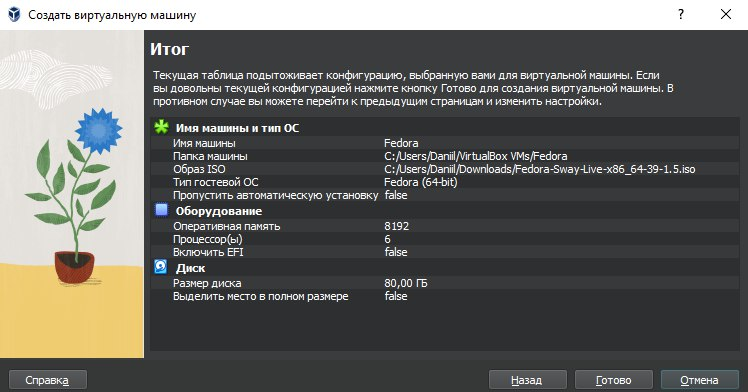 Создать виртуальную машину
Итог
Текущая таблица подытоживает конфигурацию, выбранную вами для виртуальной машины. Если
вы довольны текущей конфигурацией нажмите кнопку Готово для создания виртуальной машины. В
противном случае вы можете перейти к предыдущим страницам и изменить настройки.
Имя машины и тип ОС
Имя машины Fedora
Папка машины C:/Users/Daniil/VirtualBox VMs/Fedora
Образ ISO C:/Users/Daniil/Downloads/Fedora-Sway-Live-x86_64-39-1.5.iso
Тип гостевой ОС Fedora (64-bit)
Пропустить автоматическую установку false
Оборудование
Оперативная память 8192
Процессор(ы) 6
Включить EFI false
Диск
Размер диска 80,00 ГБ
Выделить место в полном размере false
Справка Назад Готово Отмена